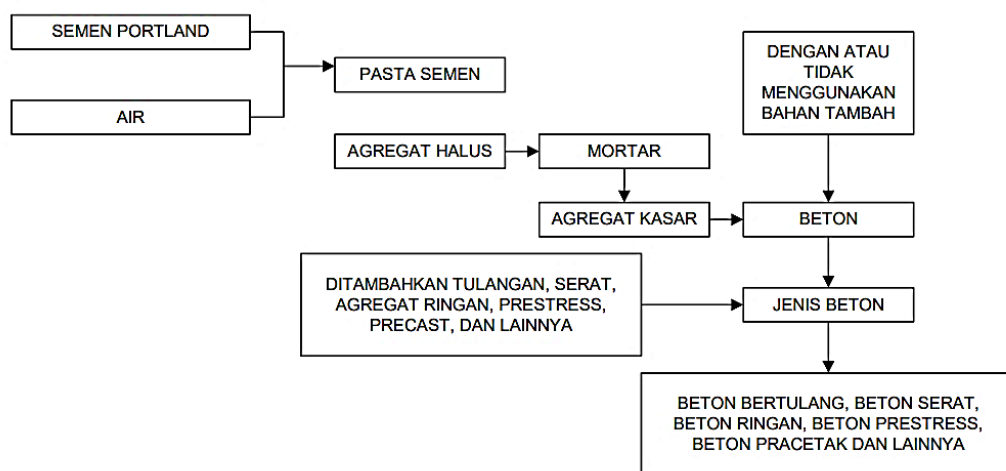 SEMEN PORTLAND
AIR
PASTA SEMEN
DENGAN ATAU
TIDAK
MENGGUNAKAN
BAHAN TAMBAH
AGREGAT HALUS
MORTAR
AGREGAT KASAR
BETON
DITAMBAHKAN TULANGAN, SERAT,
AGREGAT RINGAN, PRESTRESS,
PRECAST, DAN LAINNYA
JENIS BETON
BETON BERTULANG, BETON SERAT,
BETON RINGAN, BETON PRESTRESS,
BETON PRACETAK DAN LAINNYA